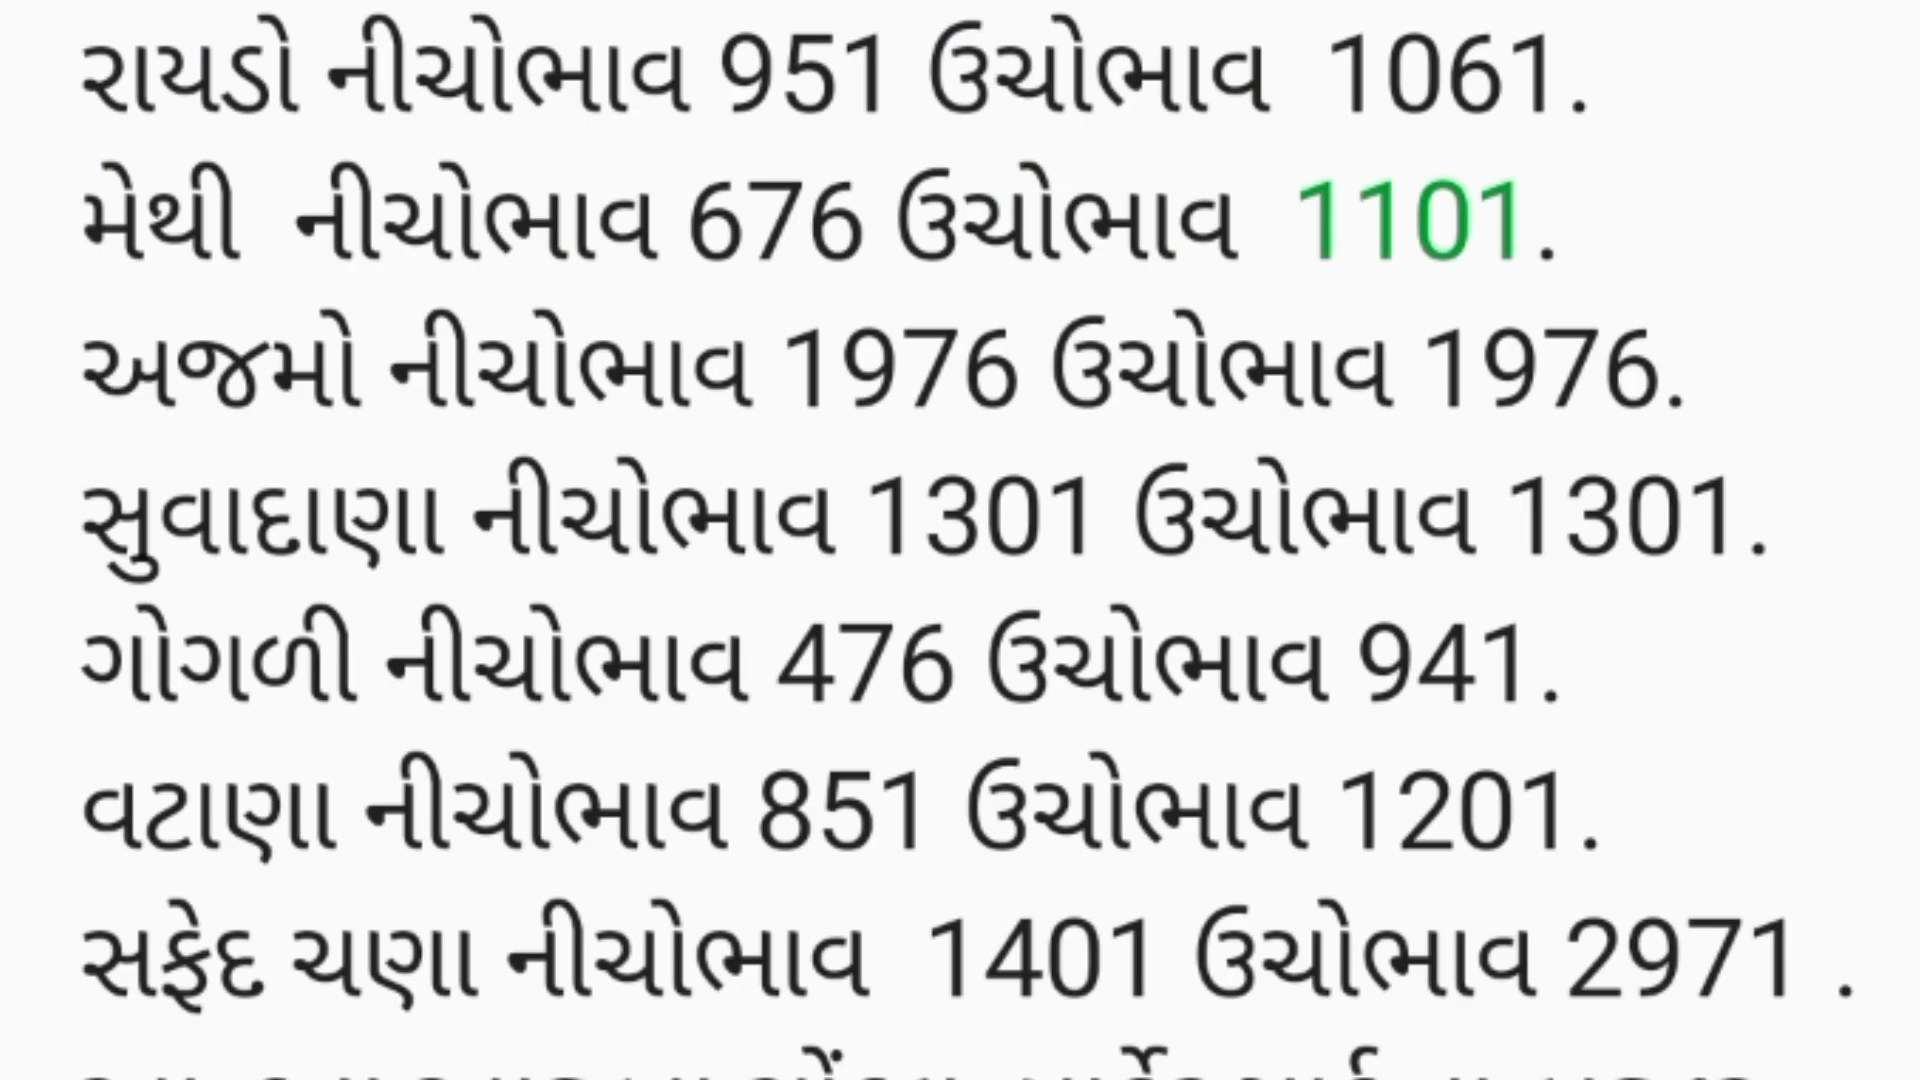 રાયડો નીચોભાવ 951 ઉચોભાવ  1061.
મેથી  નીચોભાવ 676 ઉચોભાવ  1101.
અજમો નીચોભાવ 1976 ઉચોભાવ 1976.
સુવાદાણા નીચોભાવ 1301 ઉચોભાવ 1301.
ગોગળી નીચોભાવ 476 ઉચોભાવ 941.
વટાણા નીચોભાવ 851 ઉચોભાવ 1201.
સફેદ ચણા નીચોભાવ  1401 ઉચોભાવ 2971 .